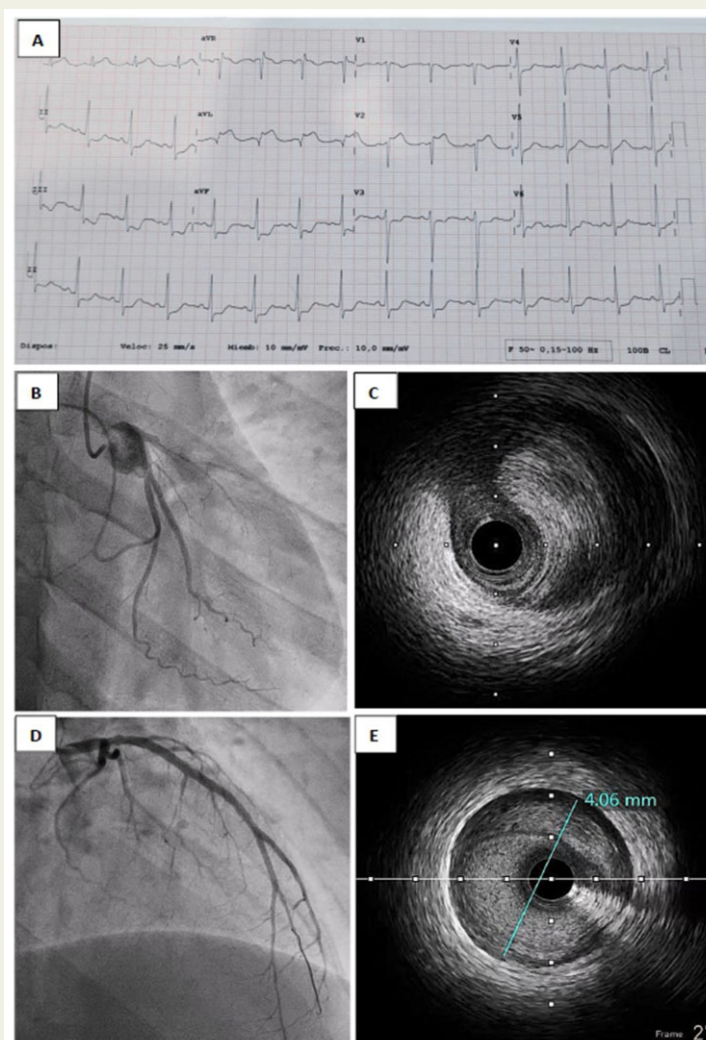 A
aVR V1 V4
II aVL V2 V5
III aVF V3 V6
II
Dispos: Veloc: 25 mm/s Miemb: 10 mm/mV Prec.: 10,0 mm/mV F 50~ 0,15-100 Hz 100B CL
B
C
D
E
4.06 mm
Frame 2